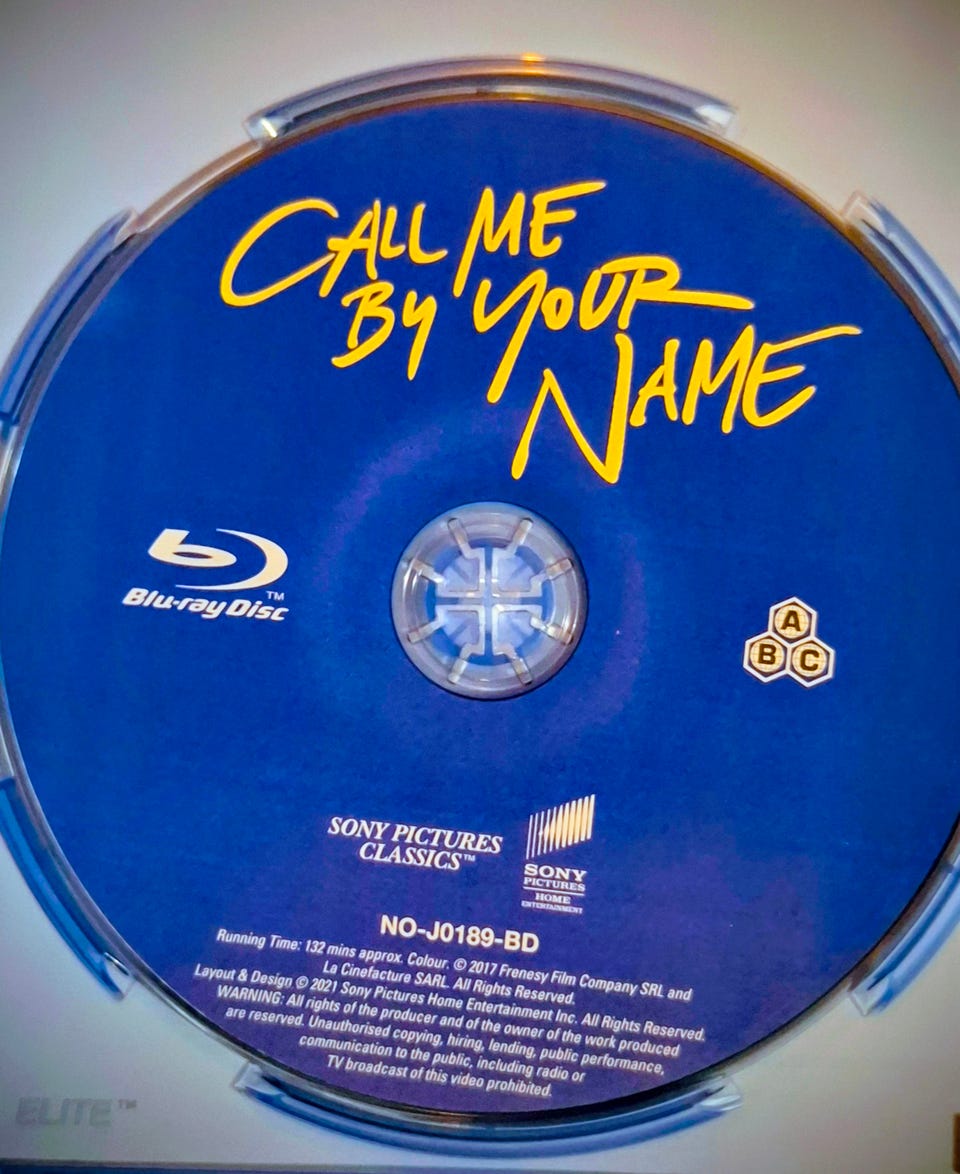 CALL ME
BY YOUR
NAME
Blu-ray Disc™
A
B C
SONY PICTURES
CLASSICS™
SONY
PICTURES
HOME
ENTERTAINMENT
NO-J0189-BD
Running Time: 132 mins approx. Colour. © 2017 Frenesy Film Company SRL and
La Cinefacture SARL. All Rights Reserved.
Layout & Design © 2021 Sony Pictures Home Entertainment Inc. All Rights Reserved.
WARNING: All rights of the producer and of the owner of the work produced
are reserved. Unauthorised copying, hiring, lending, public performance,
communication to the public, including radio or
TV broadcast of this video prohibited.
ELITE™